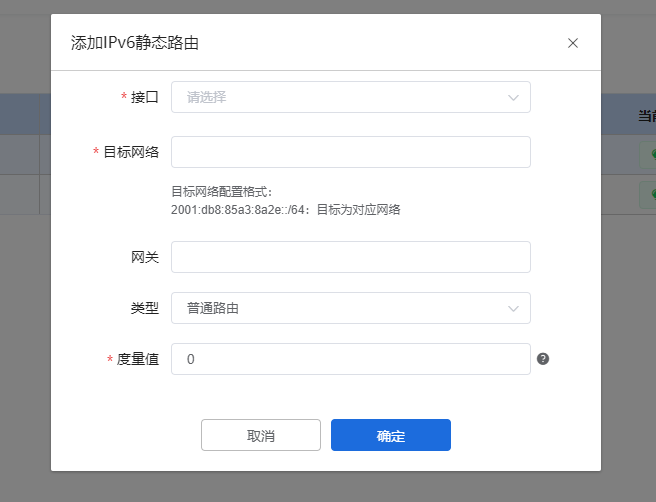 添加IPv6静态路由
* 接口 请选择
* 目标网络
目标网络配置格式：
2001:db8:85a3:8a2e::/64：目标为对应网络
网关
类型 普通路由
* 度量值 0 ?
取消 确定